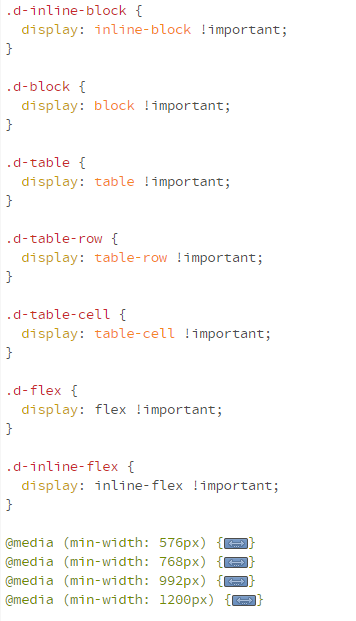 .d-inline-block {
  display: inline-block !important;
}

.d-block {
  display: block !important;
}

.d-table {
  display: table !important;
}

.d-table-row {
  display: table-row !important;
}

.d-table-cell {
  display: table-cell !important;
}

.d-flex {
  display: flex !important;
}

.d-inline-flex {
  display: inline-flex !important;
}

@media (min-width: 576px) {}
@media (min-width: 768px) {}
@media (min-width: 992px) {}
@media (min-width: 1200px) {}